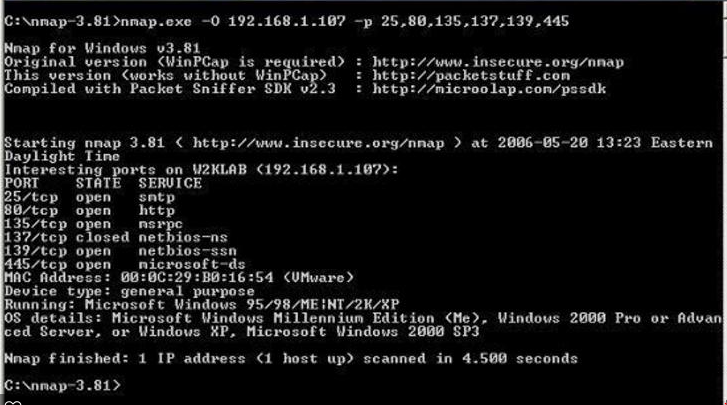 C:\nmap-3.81>nmap.exe -O 192.168.1.107 -p 25,80,135,137,139,445
Nmap for Windows v3.81
Original version (WinPCap is required) : http://www.insecure.org/nmap
This version (works without WinPCap)   : http://packetstuff.com
Compiled with Packet Sniffer SDK v2.3  : http://microolap.com/pssdk
Starting nmap 3.81 ( http://www.insecure.org/nmap ) at 2006-05-20 13:23 Eastern
Daylight Time
Interesting ports on W2KLAB (192.168.1.107):
PORT    STATE  SERVICE
25/tcp  open   smtp
80/tcp  open   http
135/tcp open   msrpc
137/tcp closed netbios-ns
139/tcp open   netbios-ssn
445/tcp open   microsoft-ds
MAC Address: 00:0C:29:B0:16:54 (VMware)
Device type: general purpose
Running: Microsoft Windows 95/98/ME|NT/2K/XP
OS details: Microsoft Windows Millennium Edition (Me), Windows 2000 Pro or Advan
ced Server, or Windows XP, Microsoft Windows 2000 SP3
Nmap finished: 1 IP address (1 host up) scanned in 4.500 seconds
C:\nmap-3.81>